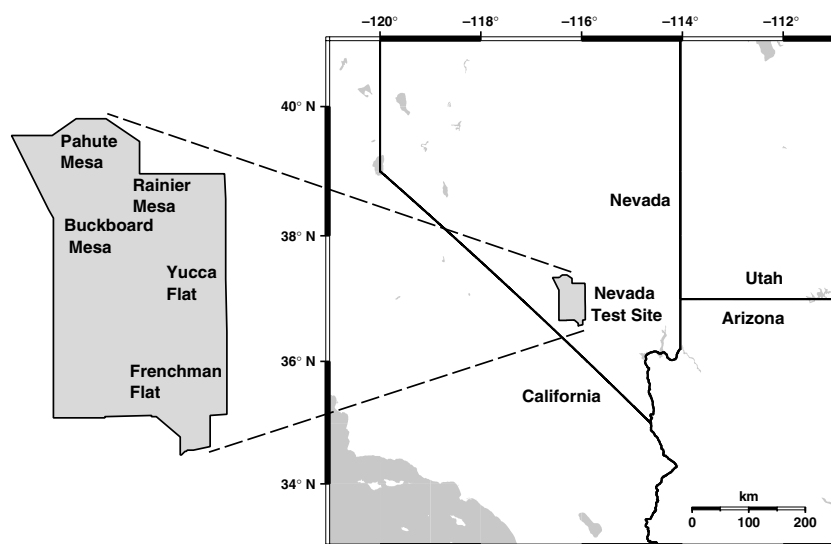 −120° −118° −116° −114° −112°
40° N
38° N
36° N
34° N
Pahute
Mesa
Rainier
Mesa
Buckboard
Mesa
Yucca
Flat
Frenchman
Flat
Nevada
Utah
Nevada
Test Site
Arizona
California
km
0 100 200